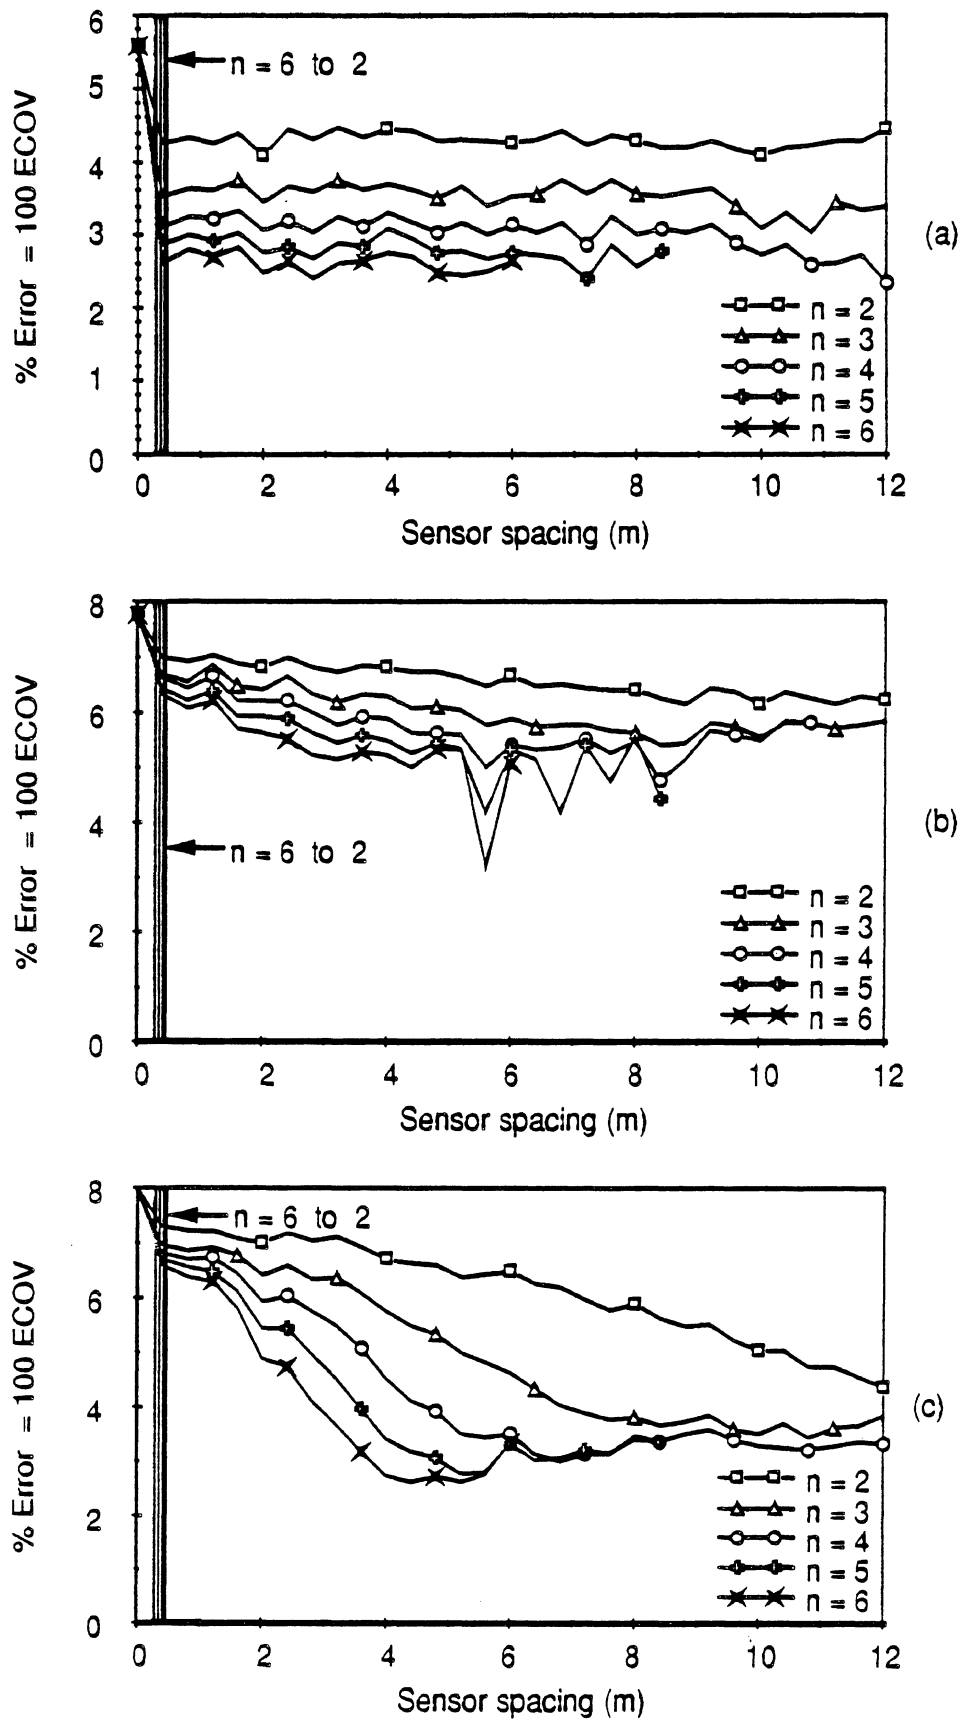 6
5
4
3
2
1
0
% Error = 100 ECOV
n = 6 to 2
(a)
n = 2
n = 3
n = 4
n = 5
n = 6
0 2 4 6 8 10 12
Sensor spacing (m)
8
6
4
2
0
% Error = 100 ECOV
n = 6 to 2
(b)
n = 2
n = 3
n = 4
n = 5
n = 6
0 2 4 6 8 10 12
Sensor spacing (m)
8
6
4
2
0
% Error = 100 ECOV
n = 6 to 2
(c)
n = 2
n = 3
n = 4
n = 5
n = 6
0 2 4 6 8 10 12
Sensor spacing (m)